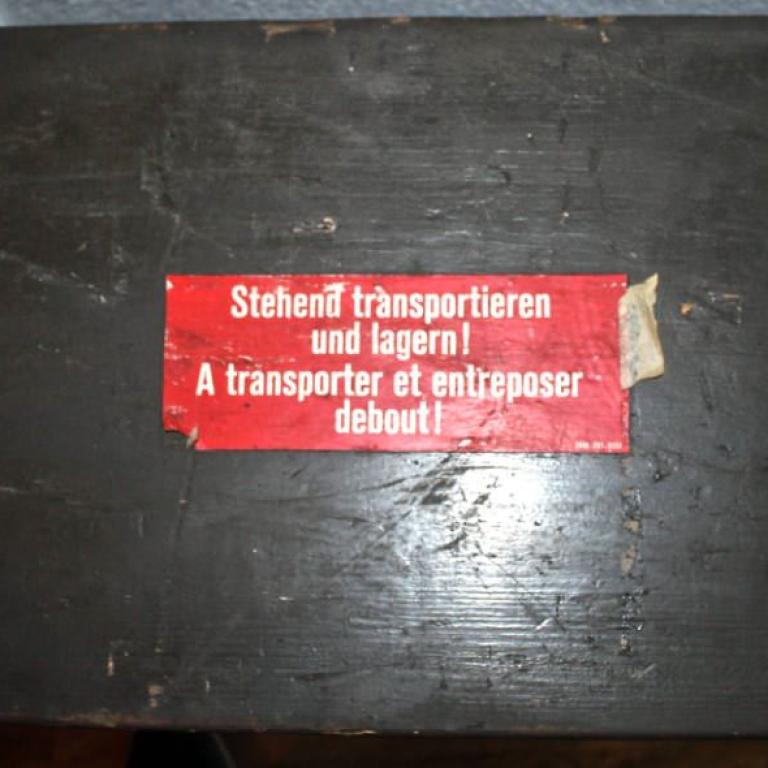 Stehend transportieren
und lagern!
A transporter et entreposer
debout!